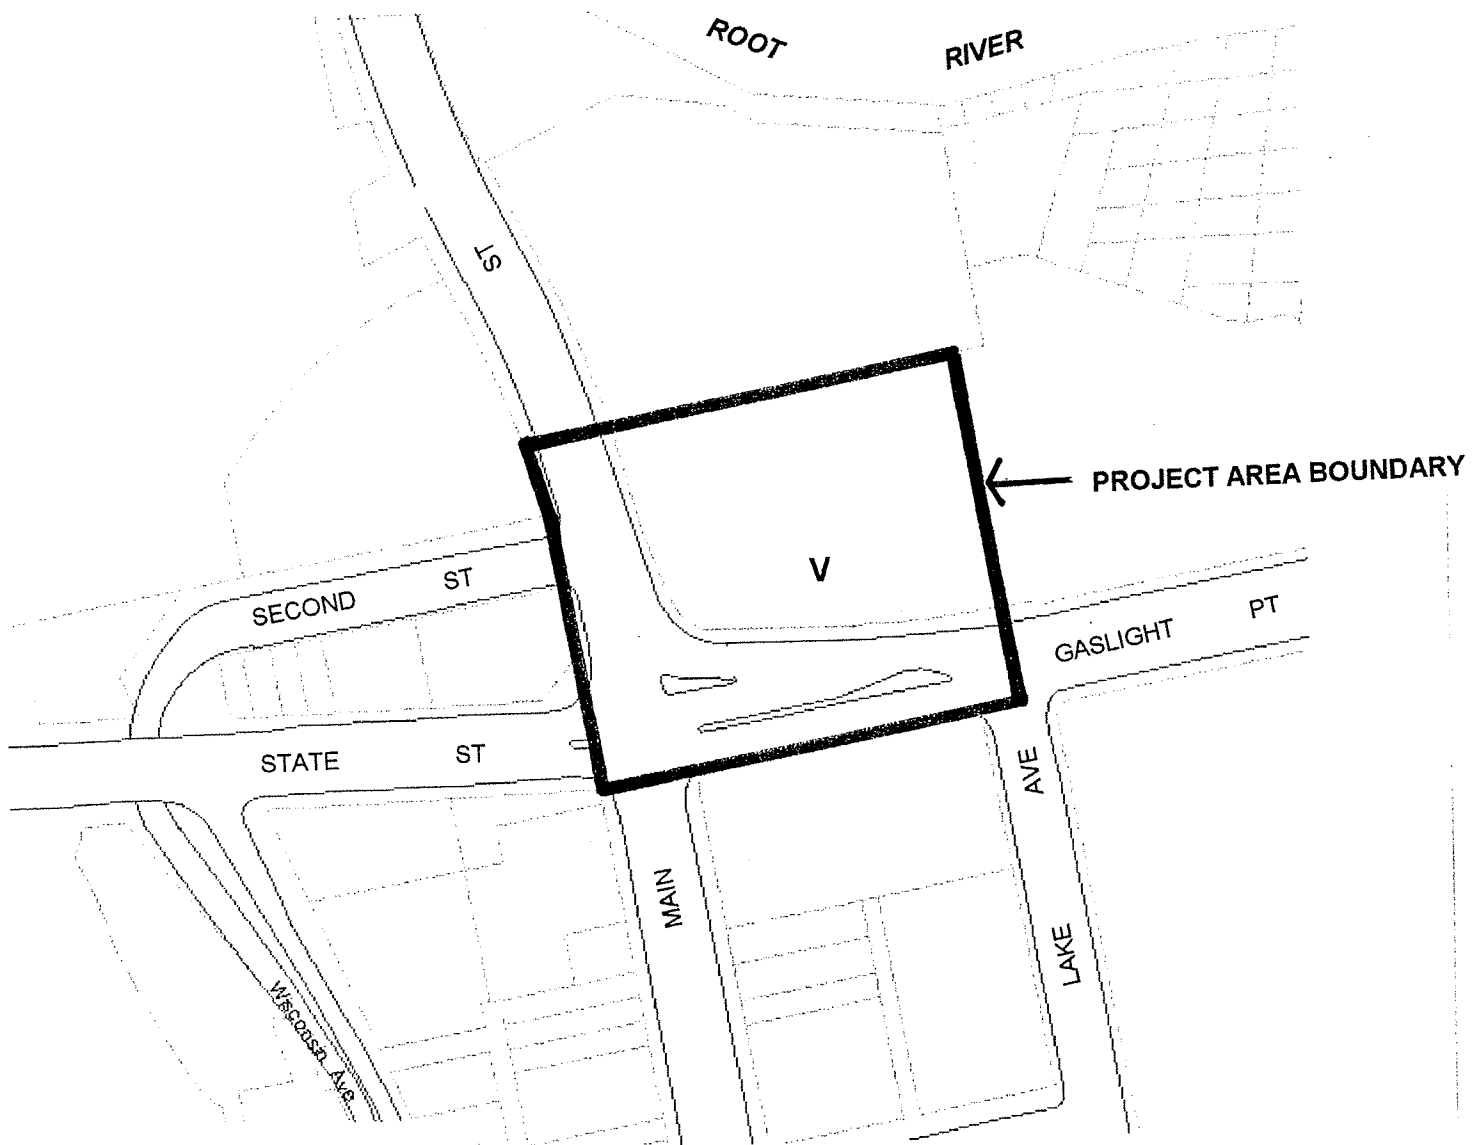 ROOT RIVER
ST
PROJECT AREA BOUNDARY
V
SECOND ST
GASLIGHT PT
STATE ST
AVE
MAIN
LAKE
Wisconsin Ave